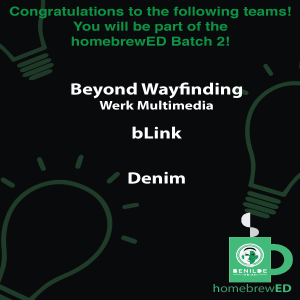 Congratulations to the following teams!
You will be part of the
homebrewED Batch 2!
Beyond Wayfinding
Werk Multimedia
bLink
Denim
BENILDE
homebrewED